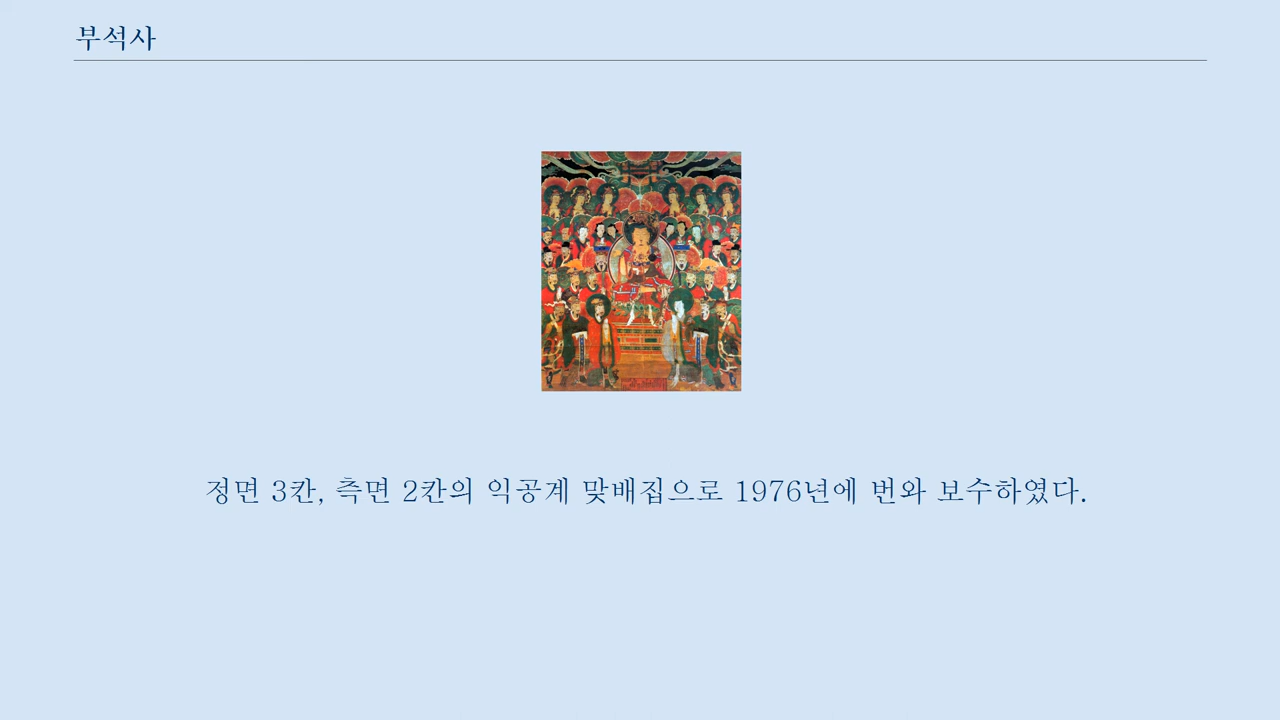 부석사
정면 3칸, 측면 2칸의 익공계 맞배집으로 1976년에 번와 보수하였다.